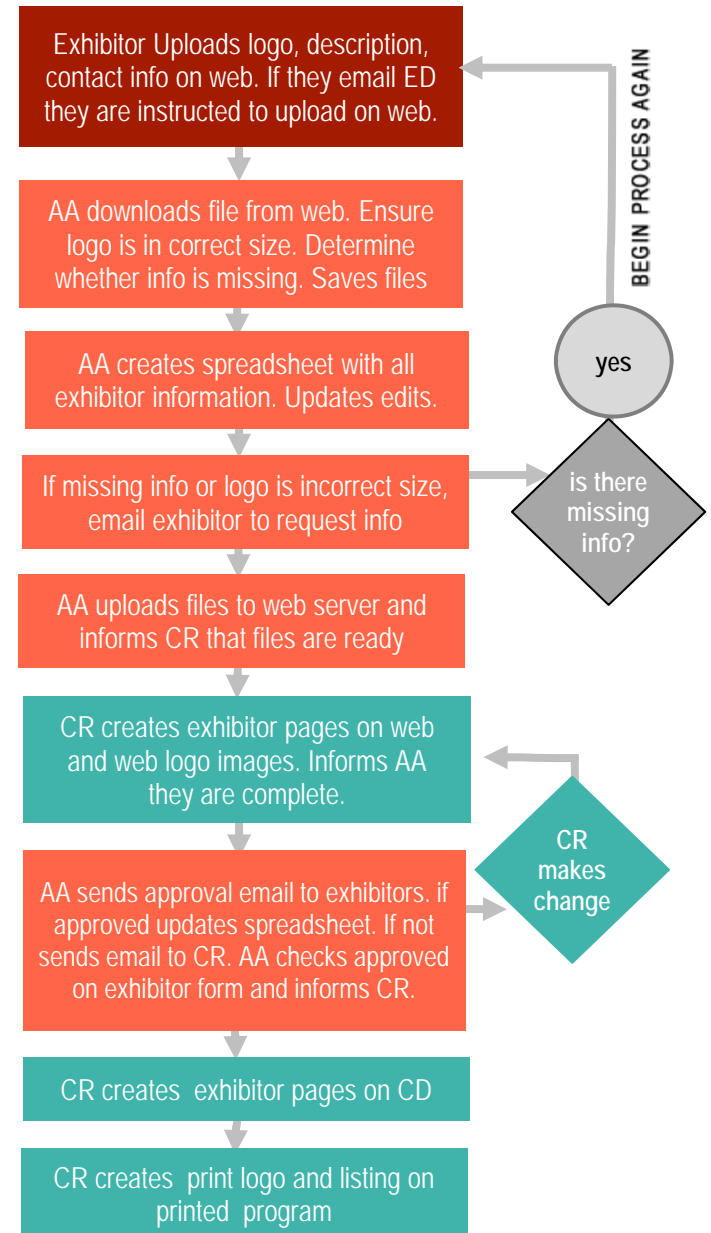 Exhibitor Uploads logo, description,
contact info on web. If they email ED
they are instructed to upload on web.
BEGIN PROCESS AGAIN
AA downloads file from web. Ensure
logo is in correct size. Determine
whether info is missing. Saves files
AA creates spreadsheet with all
exhibitor information. Updates edits.
yes
If missing info or logo is incorrect size,
email exhibitor to request info
is there
missing
info?
AA uploads files to web server and
informs CR that files are ready
CR creates exhibitor pages on web
and web logo images. Informs AA
they are complete.
CR
makes
change
AA sends approval email to exhibitors. if
approved updates spreadsheet. If not
sends email to CR. AA checks approved
on exhibitor form and informs CR.
CR creates exhibitor pages on CD
CR creates print logo and listing on
printed program